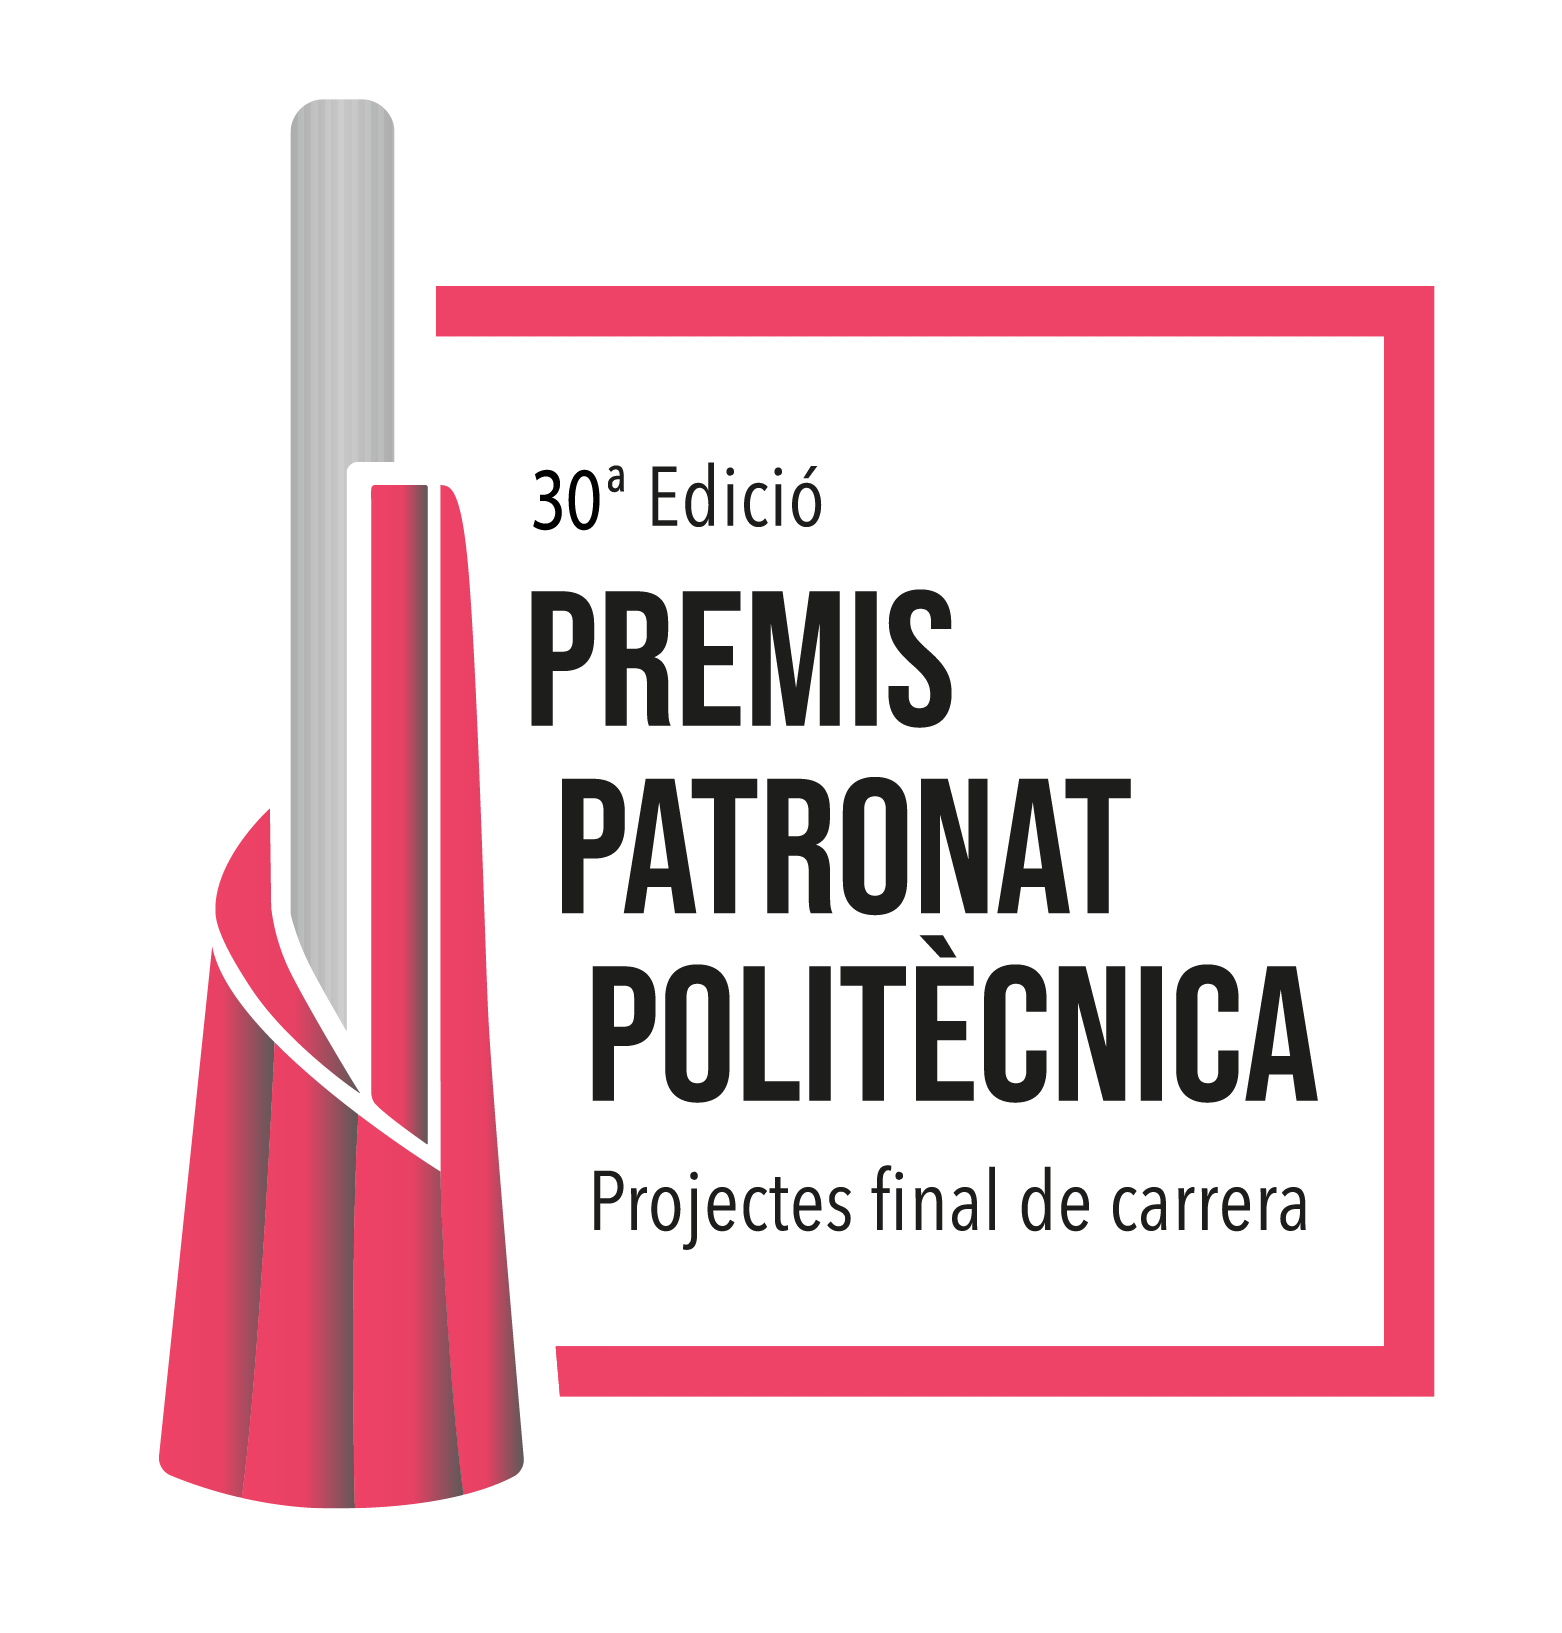 30ª Edició
PREMIS
PATRONAT
POLITÈCNICA
Projectes final de carrera